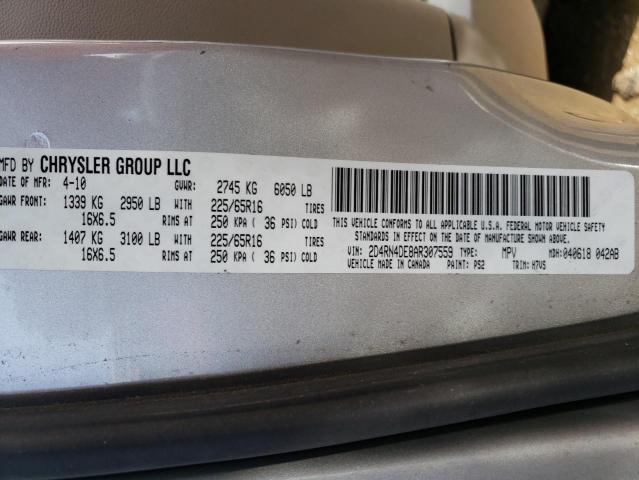 MFD BY CHRYSLER GROUP LLC
DATE OF MFR: 4-10 GVWR: 2745 KG 6050 LB
GAWR FRONT: 1339 KG 2950 LB WITH 225/65R16 TIRES
16X6.5 RIMS AT 250 KPA ( 36 PSI) COLD
GAWR REAR: 1407 KG 3100 LB WITH 225/65R16 TIRES
16X6.5 RIMS AT 250 KPA ( 36 PSI) COLD
THIS VEHICLE CONFORMS TO ALL APPLICABLE U.S.A. FEDERAL MOTOR VEHICLE SAFETY
STANDARDS IN EFFECT ON THE DATE OF MANUFACTURE SHOWN ABOVE.
VIN: 2D4RN4DE8AR307559 TYPE: MPV MDH: 040618 042AB
VEHICLE MADE IN CANADA PAINT: PS2 TRIM: H7VS